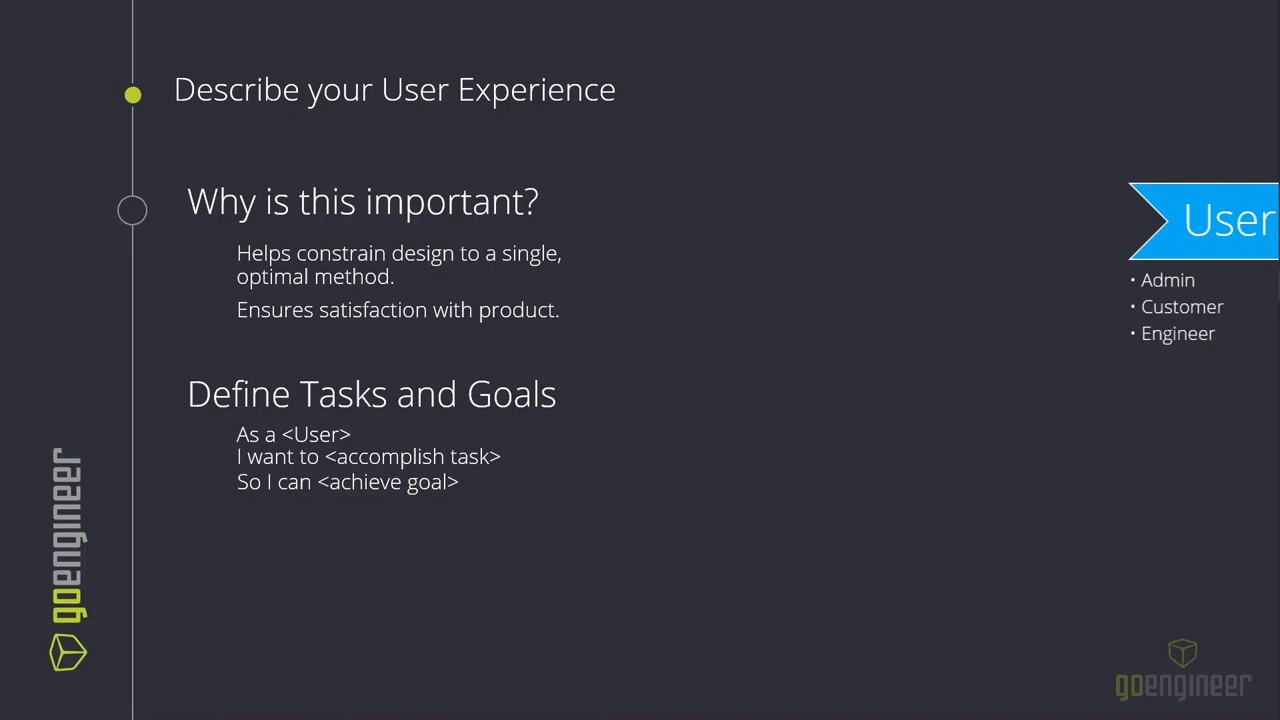 Describe your User Experience
Why is this important?
Helps constrain design to a single,
optimal method.
Ensures satisfaction with product.
Define Tasks and Goals
As a <User>
I want to <accomplish task>
So I can <achieve goal>
User
• Admin
• Customer
• Engineer
goengineer
goengineer